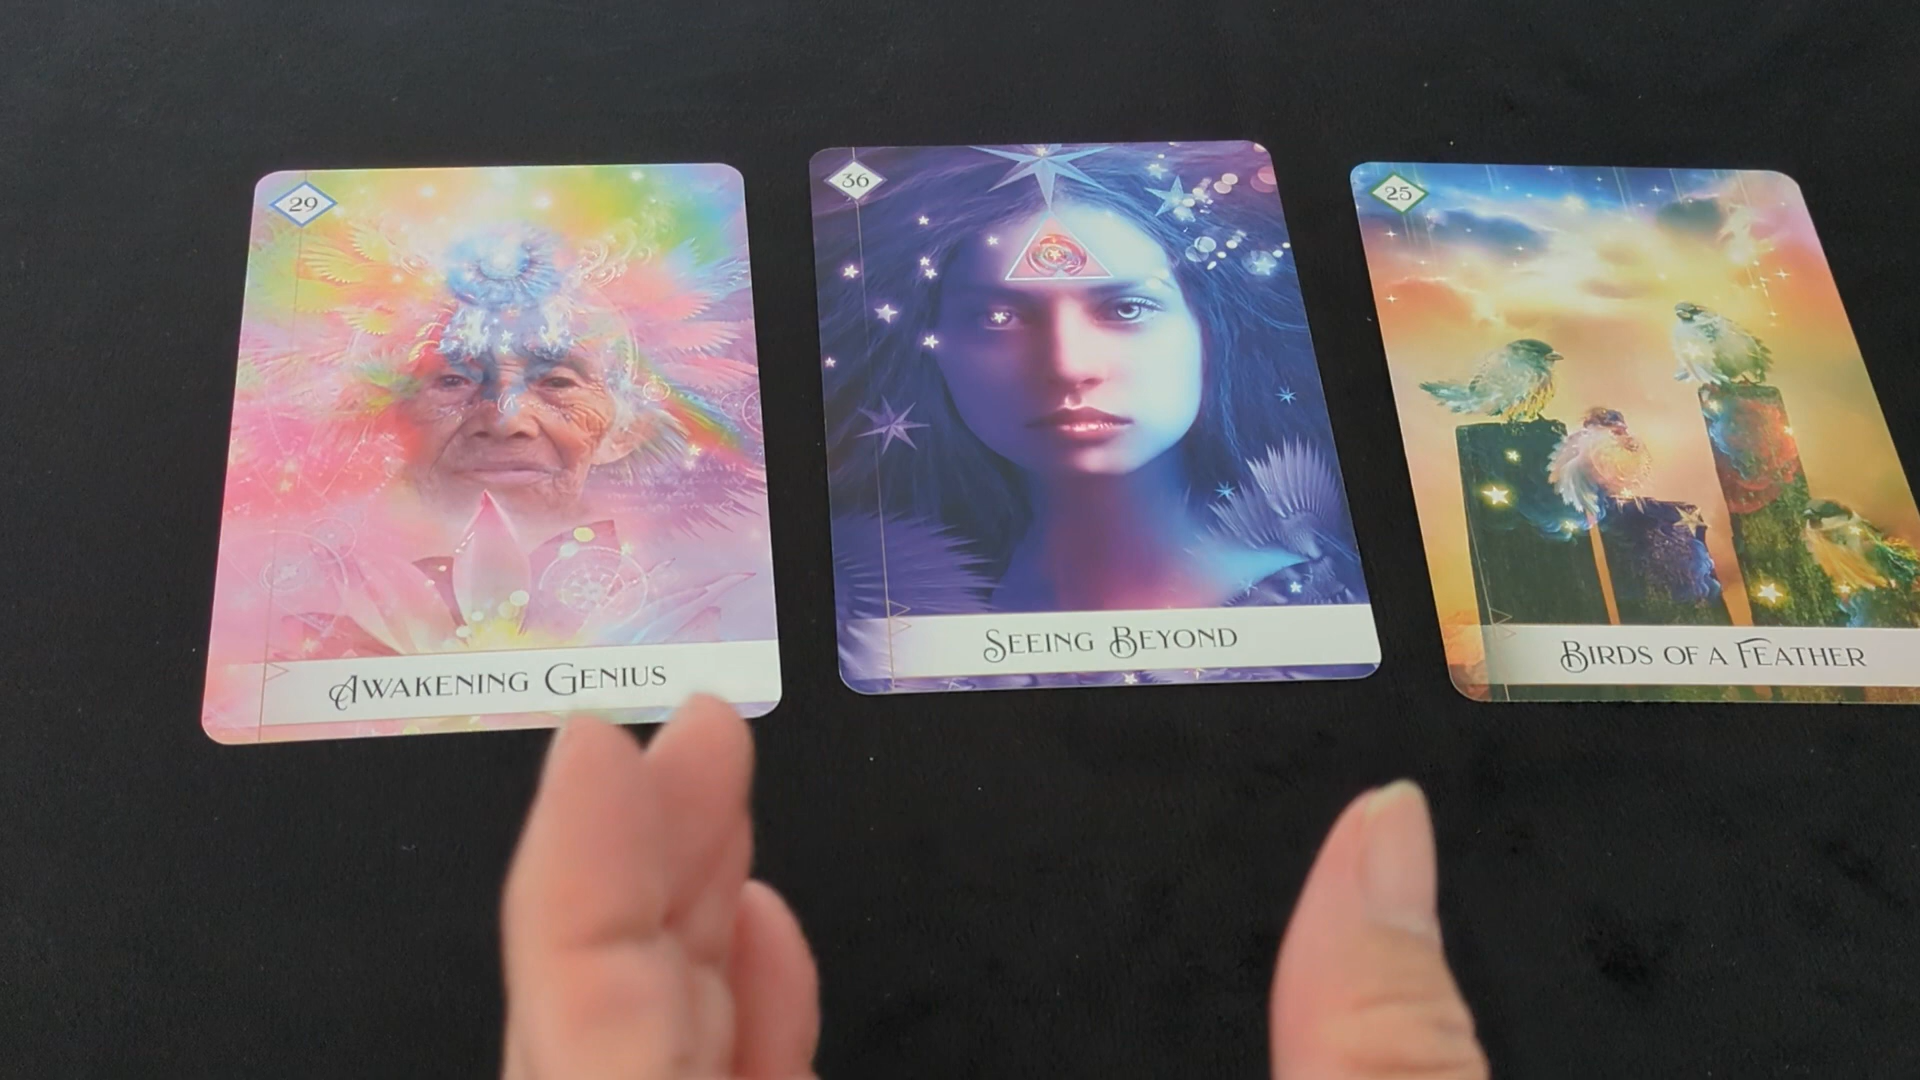 29
AWAKENING GENIUS
36
SEEING BEYOND
25
BIRDS OF A FEATHER